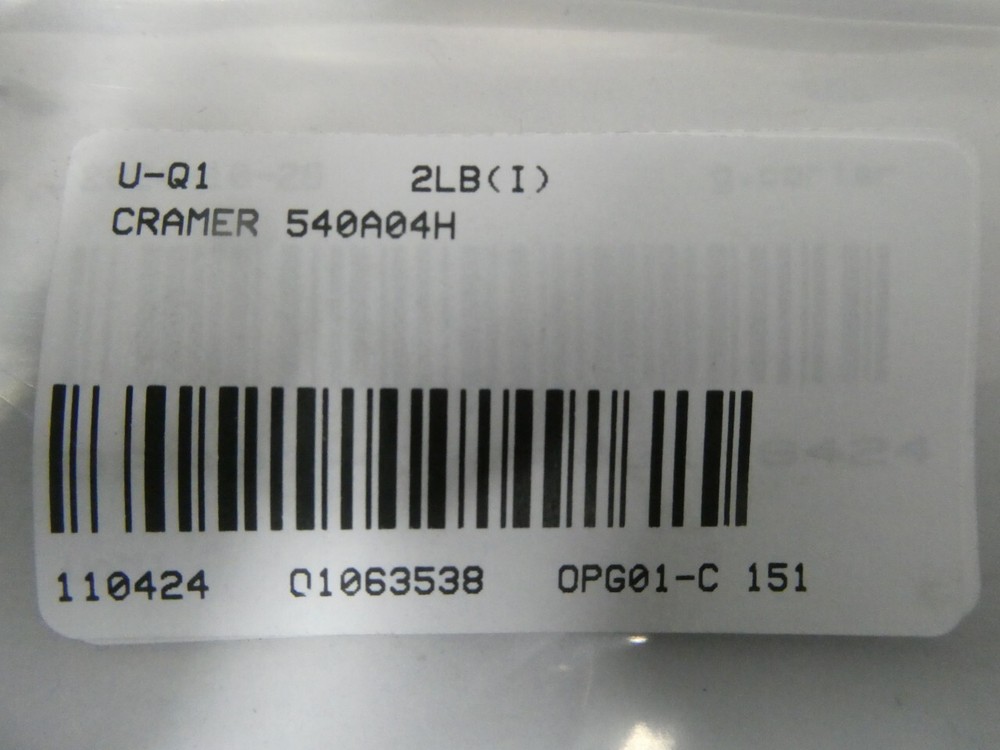 U-Q1 2LB(I)
CRAMER 540A04H
110424 Q1063538 OPG01-C 151